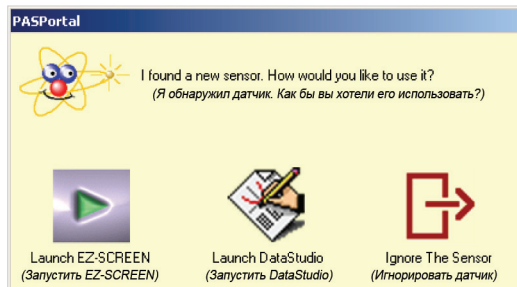 PASPortal
I found a new sensor. How would you like to use it?
(Я обнаружил датчик. Как бы вы хотели его использовать?)
Launch EZ-SCREEN
(Запустить EZ-SCREEN)
Launch DataStudio
(Запустить DataStudio)
Ignore The Sensor
(Игнорировать датчик)